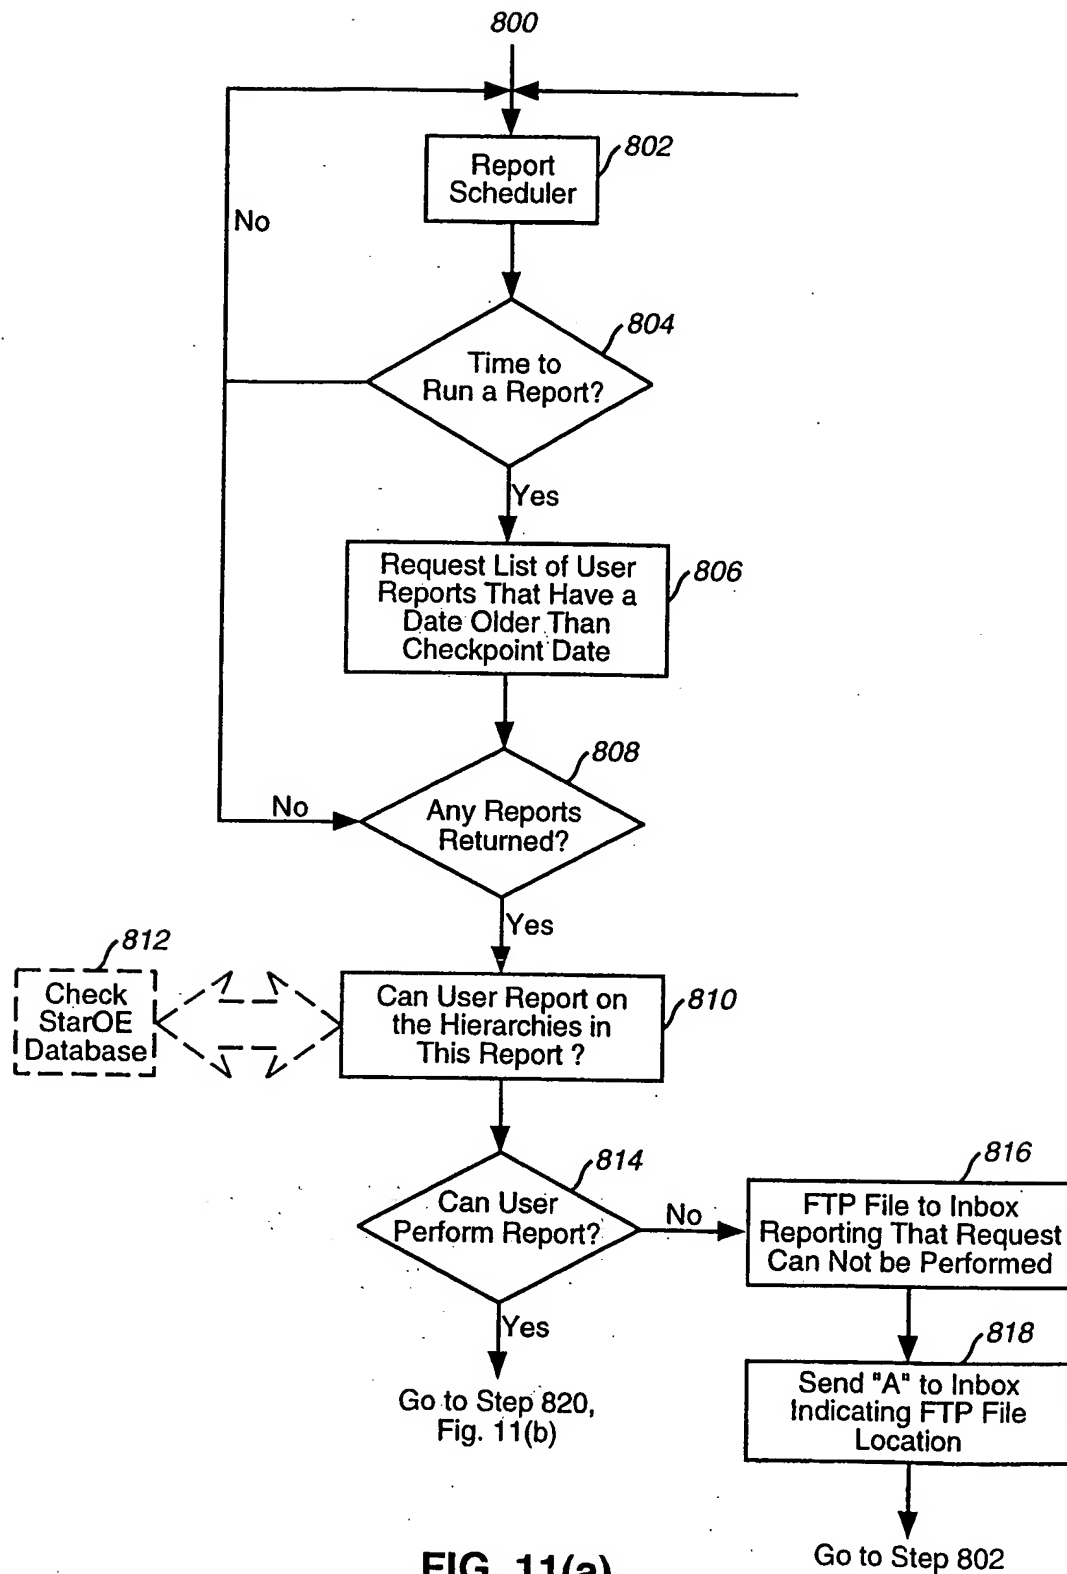 800
802
Report
Scheduler
No
804
Time to
Run a Report?
Yes
806
Request List of User
Reports That Have a
Date Older Than
Checkpoint Date
808
Any Reports
Returned?
No
Yes
812
Check
StarOE
Database
810
Can User Report on
the Hierarchies in
This Report ?
814
Can User
Perform Report?
No
816
FTP File to Inbox
Reporting That Request
Can Not be Performed
Yes
818
Send "A" to Inbox
Indicating FTP File
Location
Go to Step 820,
Fig. 11(b)
Go to Step 802
FIG. 11(a)